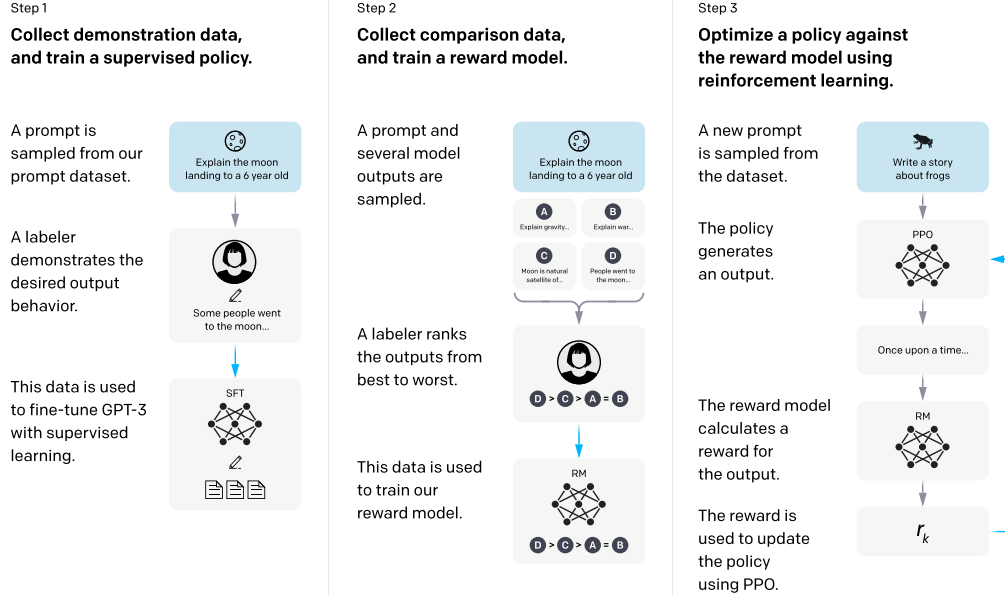 Step 1
Collect demonstration data,
and train a supervised policy.
A prompt is
sampled from our
prompt dataset.
Explain the moon
landing to a 6 year old
A labeler
demonstrates the
desired output
behavior.
Some people went
to the moon...
This data is used
to fine-tune GPT-3
with supervised
learning.
SFT
Step 2
Collect comparison data,
and train a reward model.
A prompt and
several model
outputs are
sampled.
Explain the moon
landing to a 6 year old
A
Explain gravity...
B
Explain war...
C
Moon is natural
satellite of...
D
People went to
the moon...
A labeler ranks
the outputs from
best to worst.
D > C > A = B
This data is used
to train our
reward model.
RM
D > C > A = B
Step 3
Optimize a policy against
the reward model using
reinforcement learning.
A new prompt
is sampled from
the dataset.
Write a story
about frogs
The policy
generates
an output.
PPO
Once upon a time...
The reward model
calculates a
reward for
the output.
RM
The reward is
used to update
the policy
using PPO.
r_k